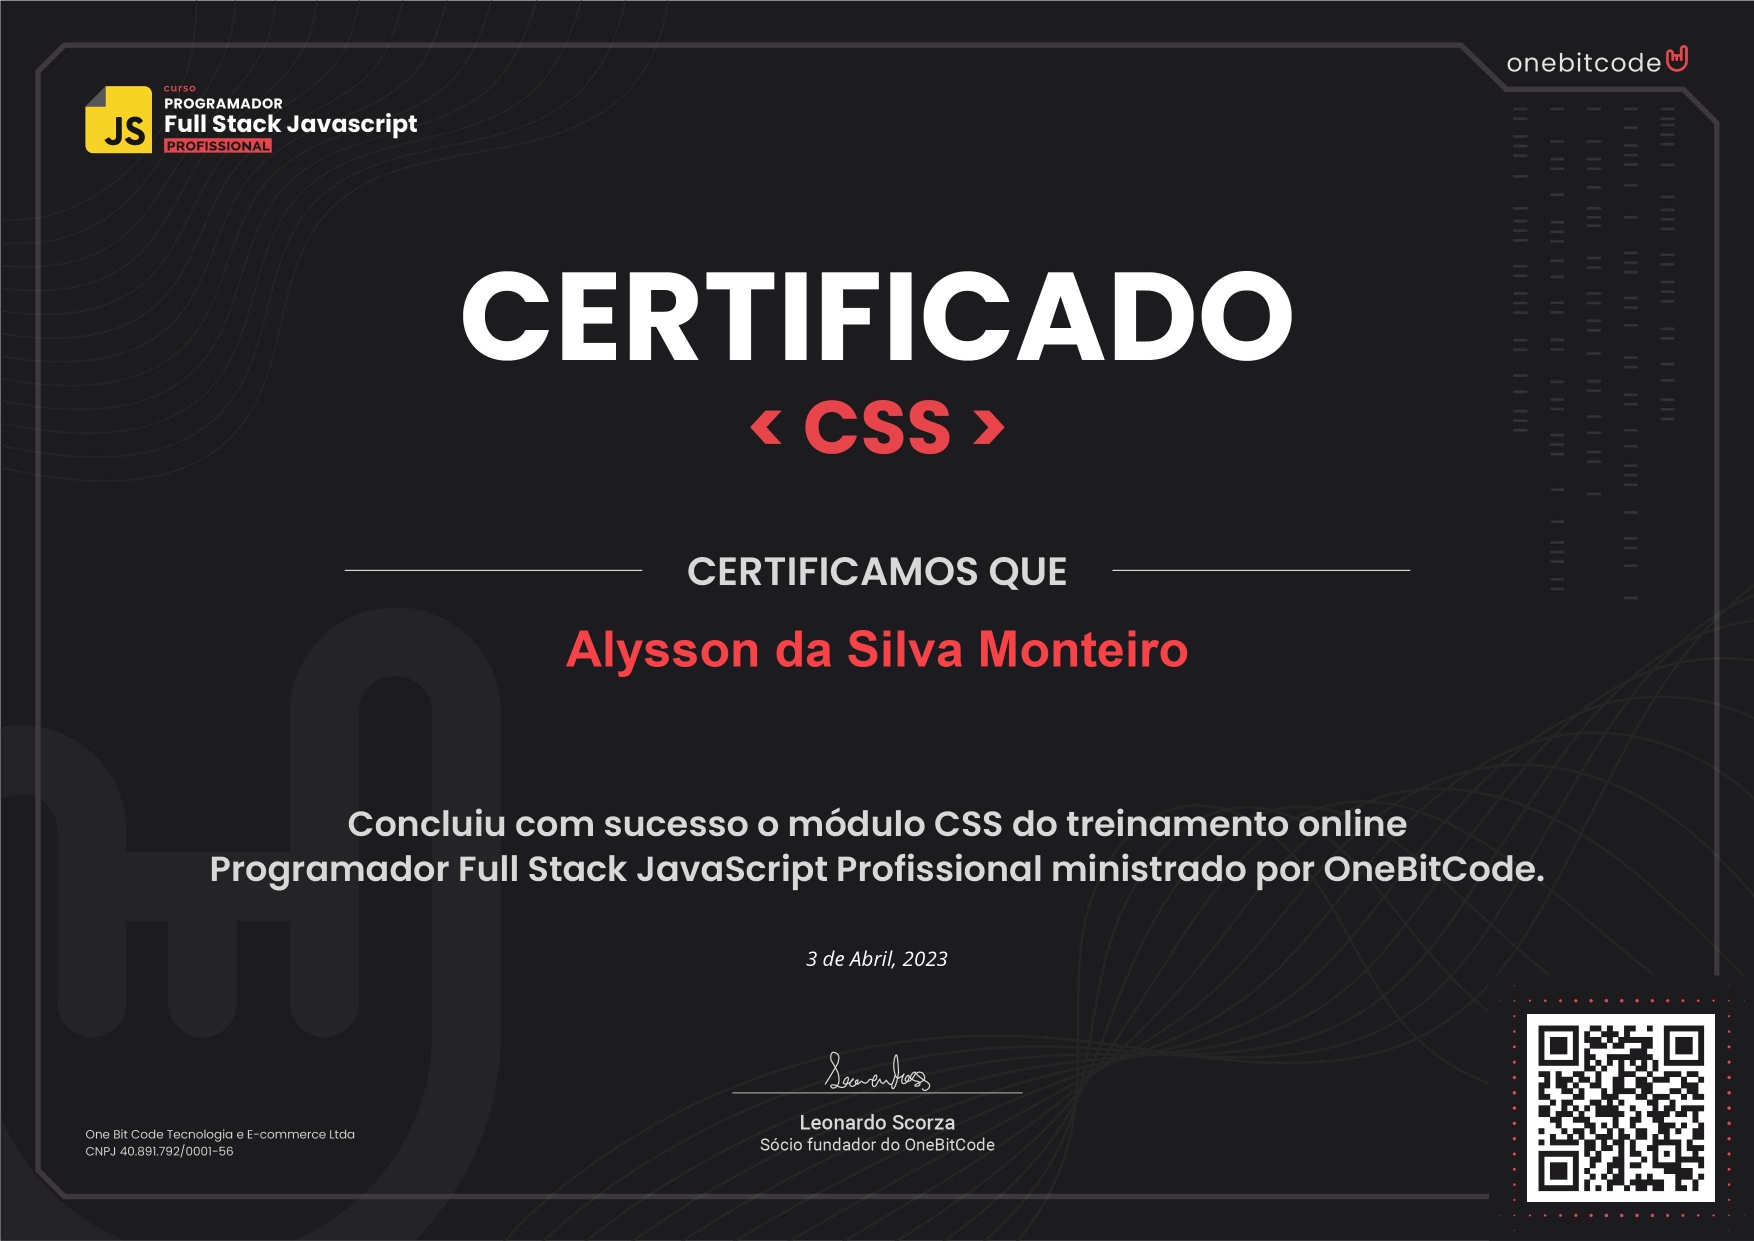 curso
PROGRAMADOR
Full Stack Javascript
PROFISSIONAL
JS
onebitcode
CERTIFICADO
< CSS >
CERTIFICAMOS QUE
Alysson da Silva Monteiro
Concluiu com sucesso o módulo CSS do treinamento online
Programador Full Stack JavaScript Profissional ministrado por OneBitCode.
3 de Abril, 2023
Leonardo Scorza
Sócio fundador do OneBitCode
One Bit Code Tecnologia e E-commerce Ltda
CNPJ 40.891.792/0001-56